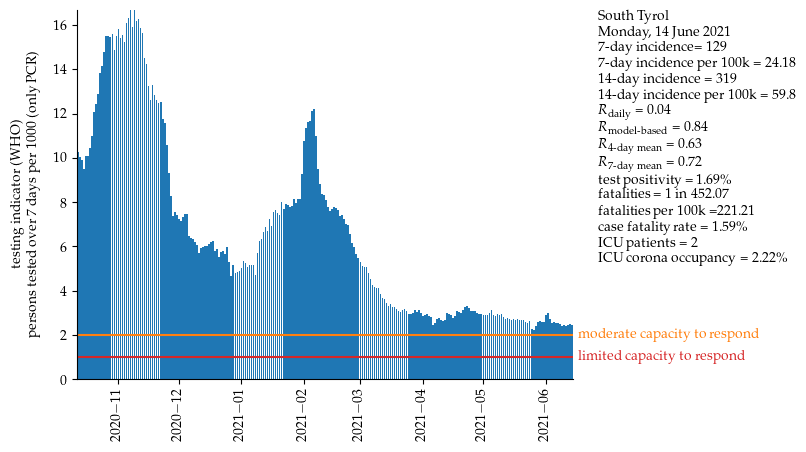 testing indicator (WHO)
persons tested over 7 days per 1000 (only PCR)
16
14
12
10
8
6
4
2
0
2020−11
2020−12
2021−01
2021−02
2021−03
2021−04
2021−05
2021−06
moderate capacity to respond
limited capacity to respond
South Tyrol
Monday, 14 June 2021
7-day incidence= 129
7-day incidence per 100k = 24.18
14-day incidence = 319
14-day incidence per 100k = 59.8
R daily = 0.04
R model-based = 0.84
R 4-day mean = 0.63
R 7-day mean = 0.72
test positivity = 1.69%
fatalities = 1 in 452.07
fatalities per 100k =221.21
case fatality rate = 1.59%
ICU patients = 2
ICU corona occupancy = 2.22%